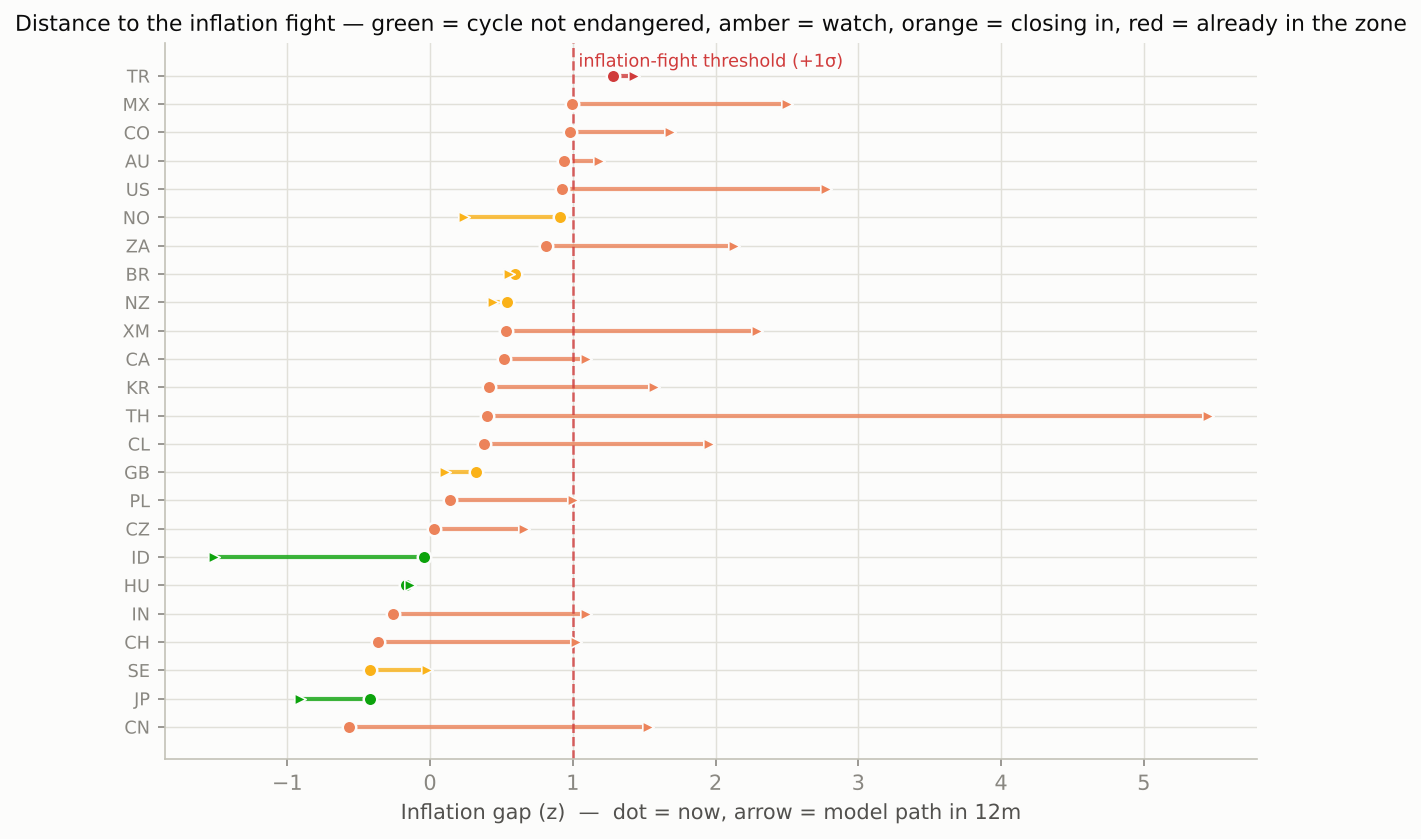 Distance to the inflation fight — green = cycle not endangered, amber = watch, orange = closing in, red = already in the zone
inflation-fight threshold (+1σ)
TR
MX
CO
AU
US
NO
ZA
BR
NZ
XM
CA
KR
TH
CL
GB
PL
CZ
ID
HU
IN
CH
SE
JP
CN
−1 0 1 2 3 4 5
Inflation gap (z) — dot = now, arrow = model path in 12m